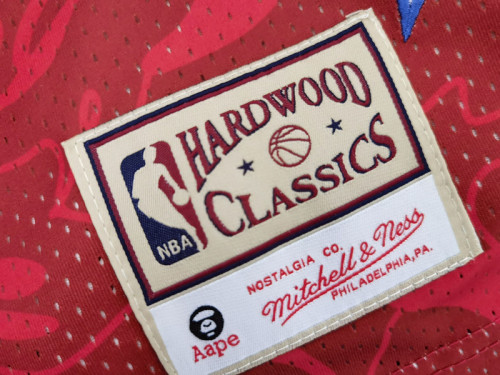 HARDWOOD
CLASSICS
NBA
NOSTALGIA CO.
Mitchell & Ness
PHILADELPHIA, PA.
Aape